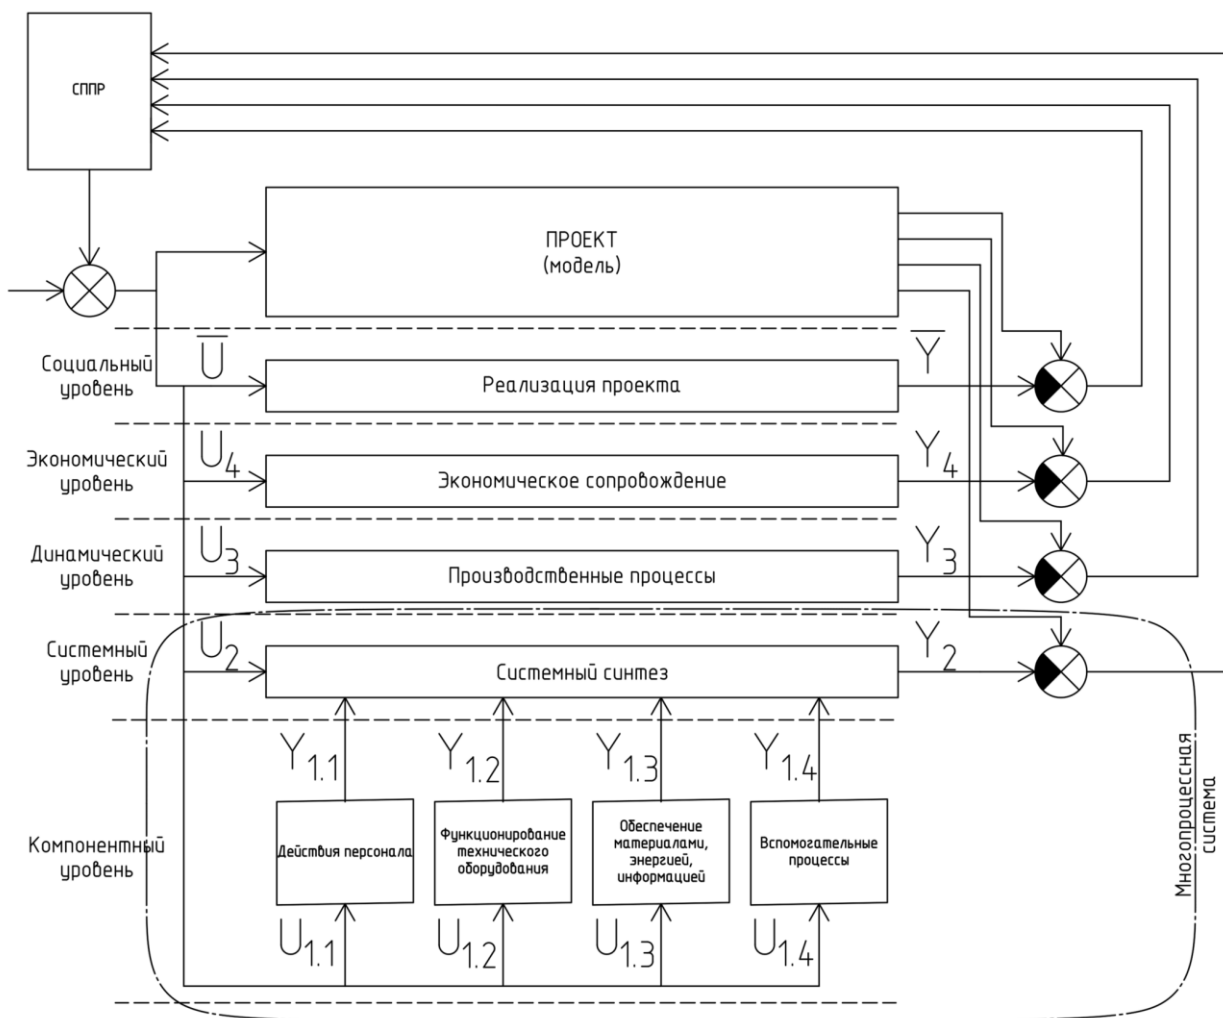 СППР
ПРОЕКТ
(модель)
Социальный
уровень
U
Реализация проекта
Y
Экономический
уровень
U4
Экономическое сопровождение
Y4
Динамический
уровень
U3
Производственные процессы
Y3
Системный
уровень
U2
Системный синтез
Y2
Y1.1
Y1.2
Y1.3
Y1.4
Компонентный
уровень
Действия персонала
Функционирование
технического
оборудования
Обеспечение
материалами,
энергией,
информацией
Вспомогательные
процессы
U1.1
U1.2
U1.3
U1.4
Многопроцессная
система